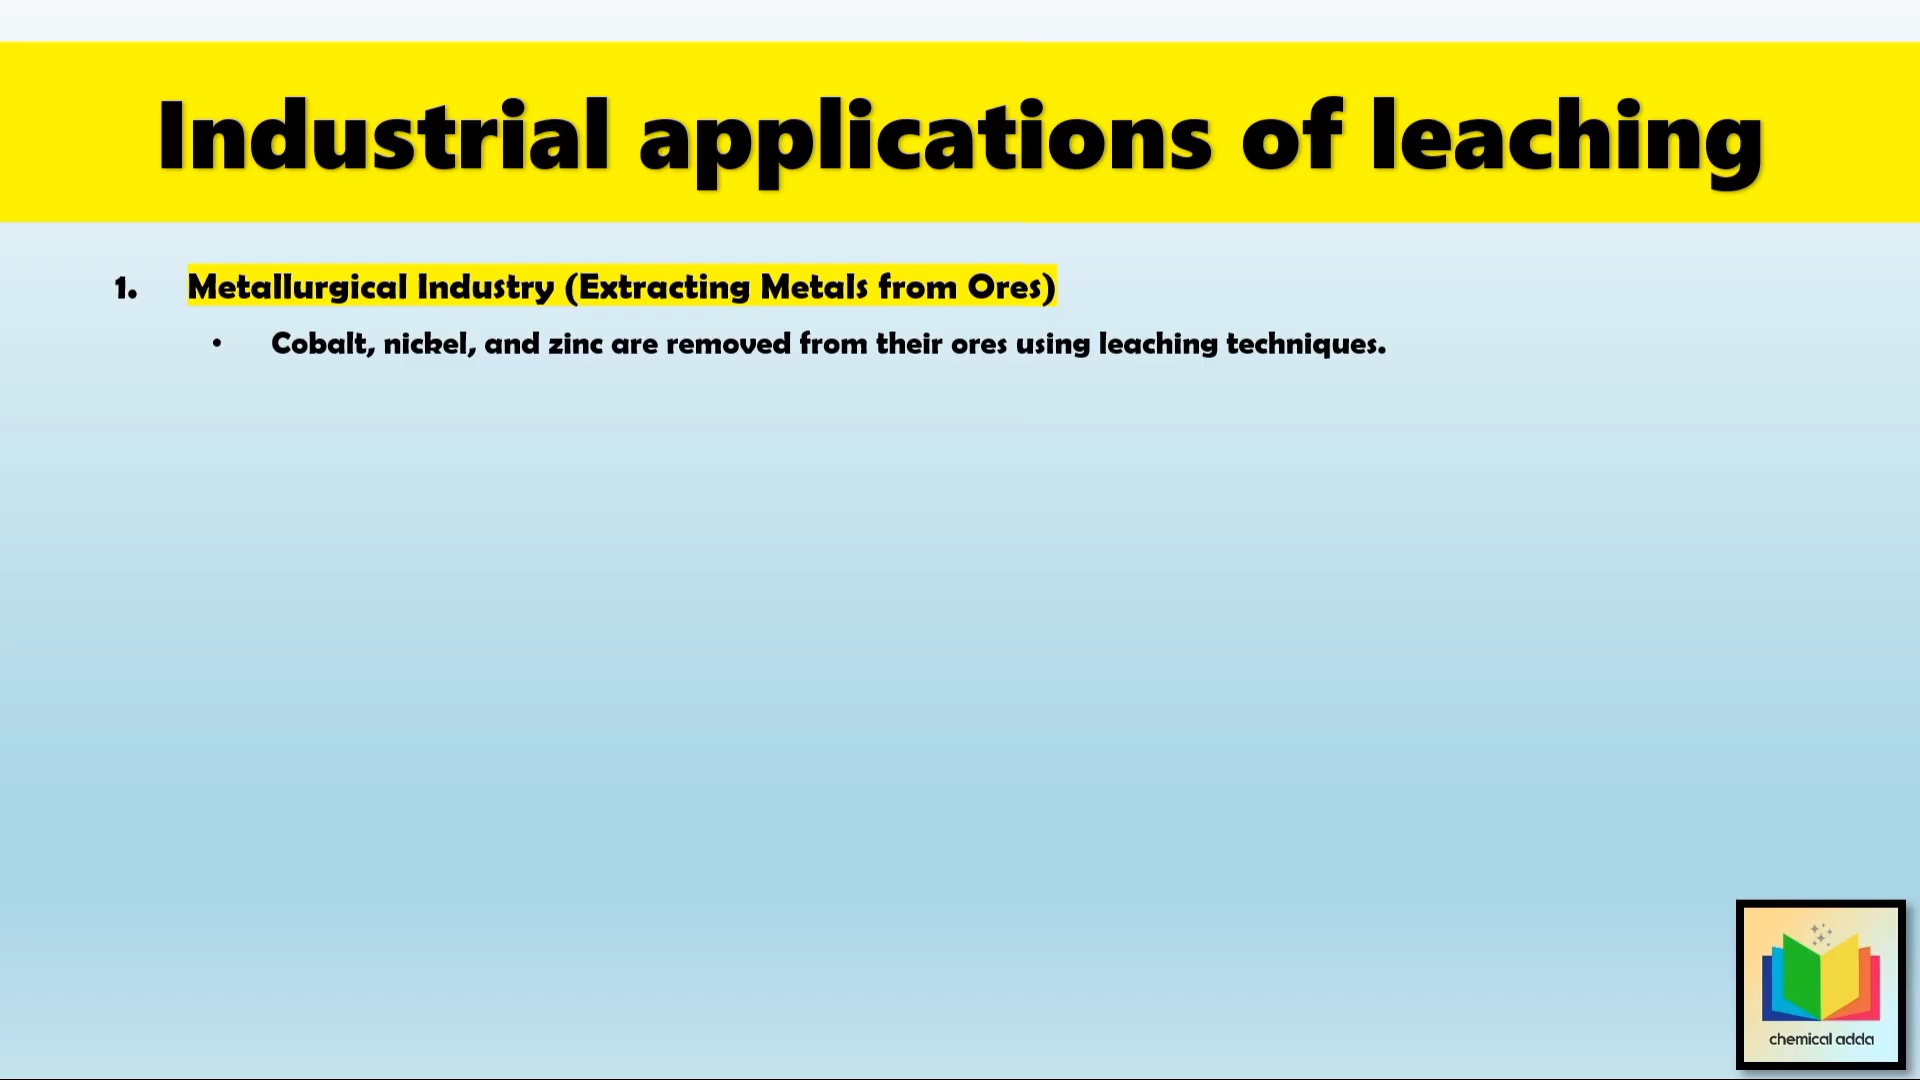 Industrial applications of leaching
1. Metallurgical Industry (Extracting Metals from Ores)
• Cobalt, nickel, and zinc are removed from their ores using leaching techniques.
chemical adda